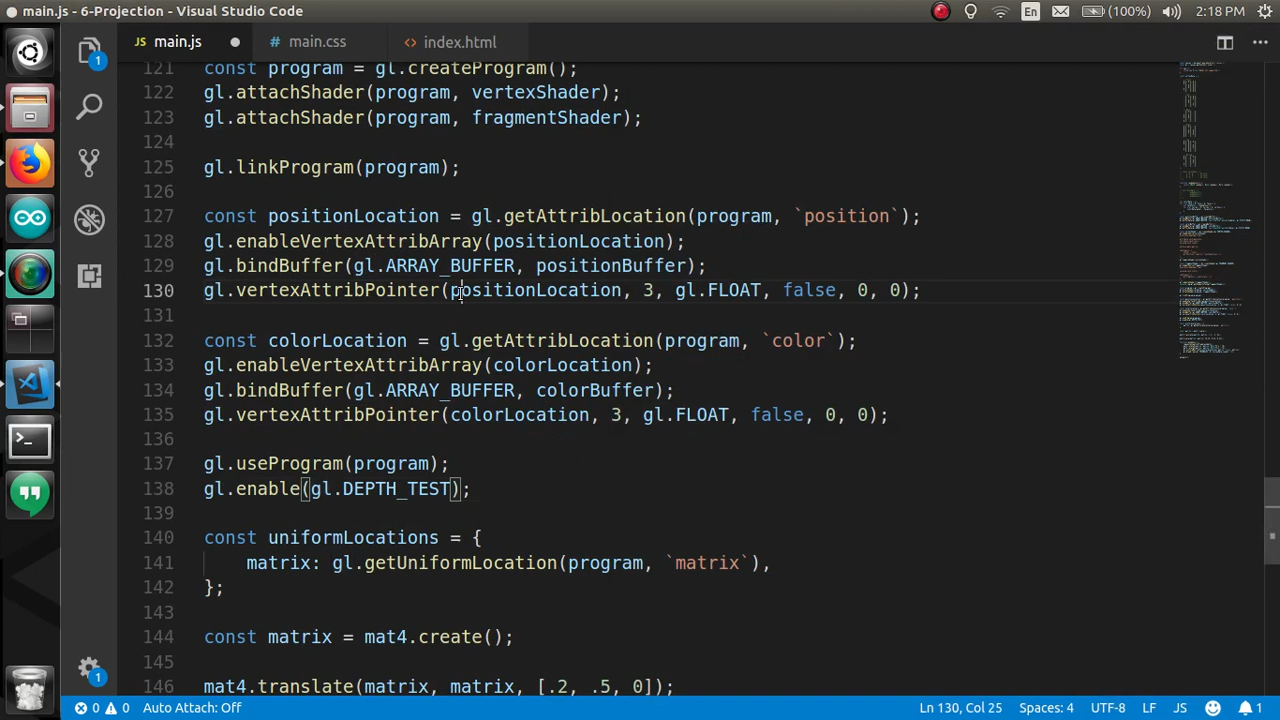 main.js - 6-Projection - Visual Studio Code
En
(100%)
2:18 PM
main.js
main.css
index.html
121 const program = gl.createProgram();
122 gl.attachShader(program, vertexShader);
123 gl.attachShader(program, fragmentShader);
124
125 gl.linkProgram(program);
126
127 const positionLocation = gl.getAttribLocation(program, `position`);
128 gl.enableVertexAttribArray(positionLocation);
129 gl.bindBuffer(gl.ARRAY_BUFFER, positionBuffer);
130 gl.vertexAttribPointer(positionLocation, 3, gl.FLOAT, false, 0, 0);
131
132 const colorLocation = gl.getAttribLocation(program, `color`);
133 gl.enableVertexAttribArray(colorLocation);
134 gl.bindBuffer(gl.ARRAY_BUFFER, colorBuffer);
135 gl.vertexAttribPointer(colorLocation, 3, gl.FLOAT, false, 0, 0);
136
137 gl.useProgram(program);
138 gl.enable(gl.DEPTH_TEST);
139
140 const uniformLocations = {
141 matrix: gl.getUniformLocation(program, `matrix`),
142 };
143
144 const matrix = mat4.create();
145
146 mat4.translate(matrix, matrix, [.2, .5, 0]);
1
1
0 0 Auto Attach: Off
Ln 130, Col 25
Spaces: 4
UTF-8
LF
JS
1